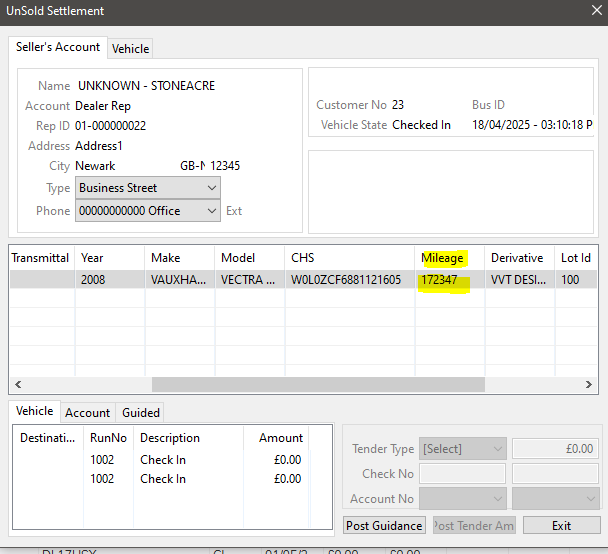 UnSold Settlement
Seller's Account Vehicle
Name UNKNOWN - STONEACRE
Account Dealer Rep
Rep ID 01-000000022
Address Address1
City Newark GB-N 12345
Type Business Street
Phone 00000000000 Office Ext
Customer No 23 Bus ID
Vehicle State Checked In 18/04/2025 - 03:10:18 P
Transmittal Year Make Model CHS Mileage Derivative Lot Id
2008 VAUXHA... VECTRA ... W0L0ZCF6881121605 172347 VVT DESI... 100
Vehicle Account Guided
Destinati... RunNo Description Amount
1002 Check In £0.00
1002 Check In £0.00
Tender Type [Select] £0.00
Check No
Account No
Post Guidance Post Tender Am Exit